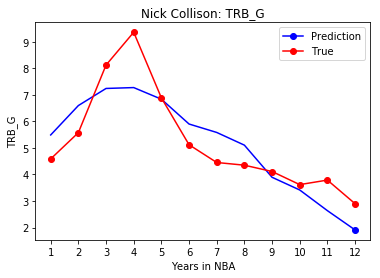 Nick Collison: TRB_G
Prediction
True
TRB_G
9
8
7
6
5
4
3
2
1 2 3 4 5 6 7 8 9 10 11 12
Years in NBA